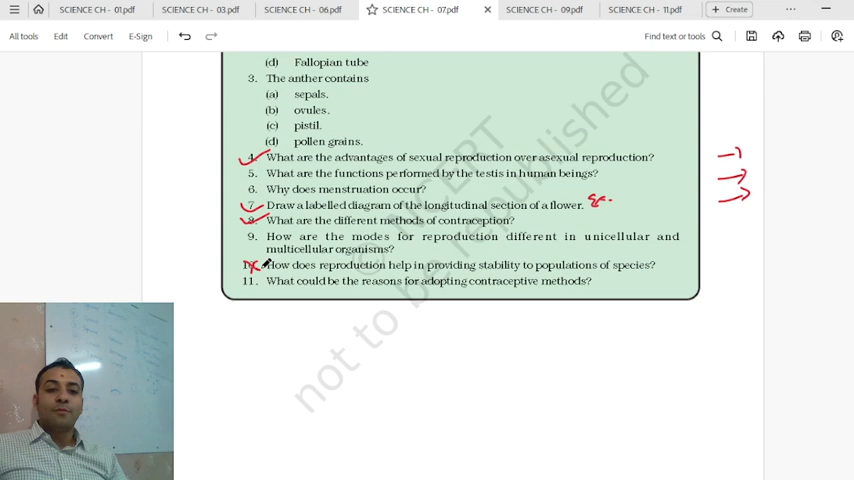 SCIENCE CH - 01.pdf SCIENCE CH - 03.pdf SCIENCE CH - 06.pdf SCIENCE CH - 07.pdf SCIENCE CH - 09.pdf SCIENCE CH - 11.pdf + Create
All tools Edit Convert E-Sign Find text or tools
(d) Fallopian tube
3. The anther contains
(a) sepals.
(b) ovules.
(c) pistil.
(d) pollen grains.
4. What are the advantages of sexual reproduction over asexual reproduction?
5. What are the functions performed by the testis in human beings?
6. Why does menstruation occur?
7. Draw a labelled diagram of the longitudinal section of a flower.
8. What are the different methods of contraception?
9. How are the modes for reproduction different in unicellular and
multicellular organisms?
10. How does reproduction help in providing stability to populations of species?
11. What could be the reasons for adopting contraceptive methods?
© NCERT
not to be republished